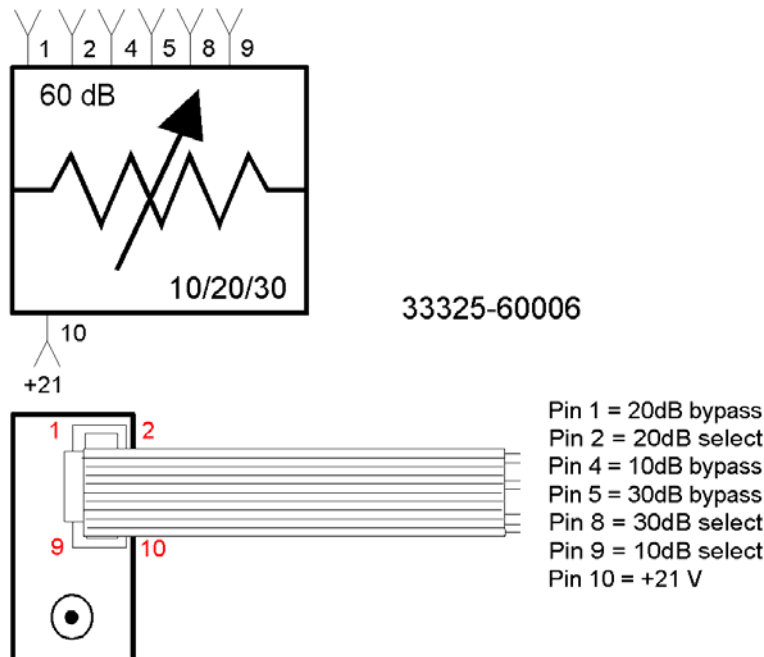 1 2 4 5 8 9
60 dB
10/20/30
10
+21
33325-60006
1 2
9 10
Pin 1 = 20dB bypass
Pin 2 = 20dB select
Pin 4 = 10dB bypass
Pin 5 = 30dB bypass
Pin 8 = 30dB select
Pin 9 = 10dB select
Pin 10 = +21 V